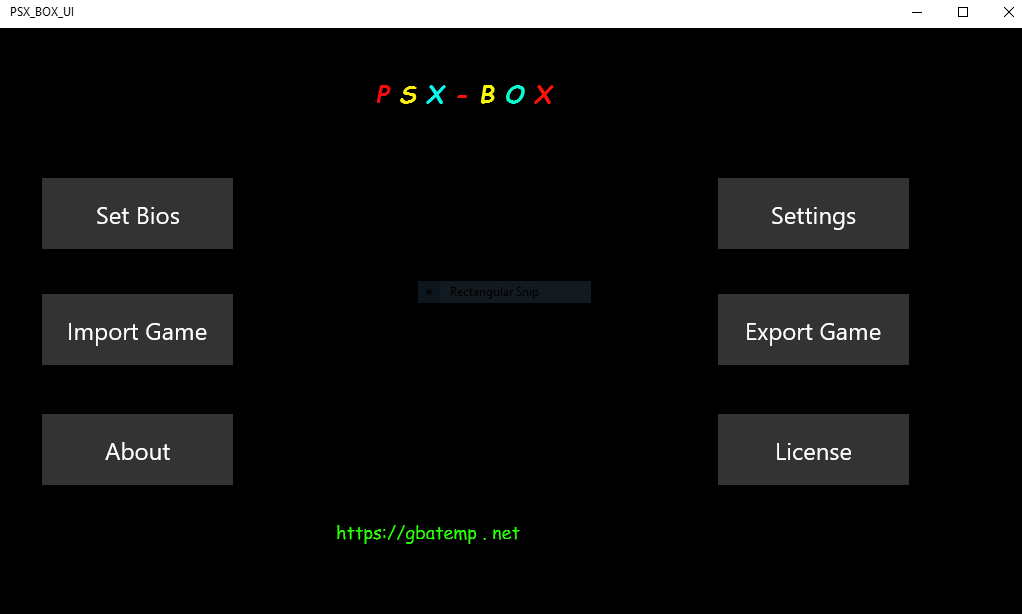 PSX_BOX_UI
P S X - B O X
Set Bios
Settings
Rectangular Snip
Import Game
Export Game
About
License
https://gbatemp . net